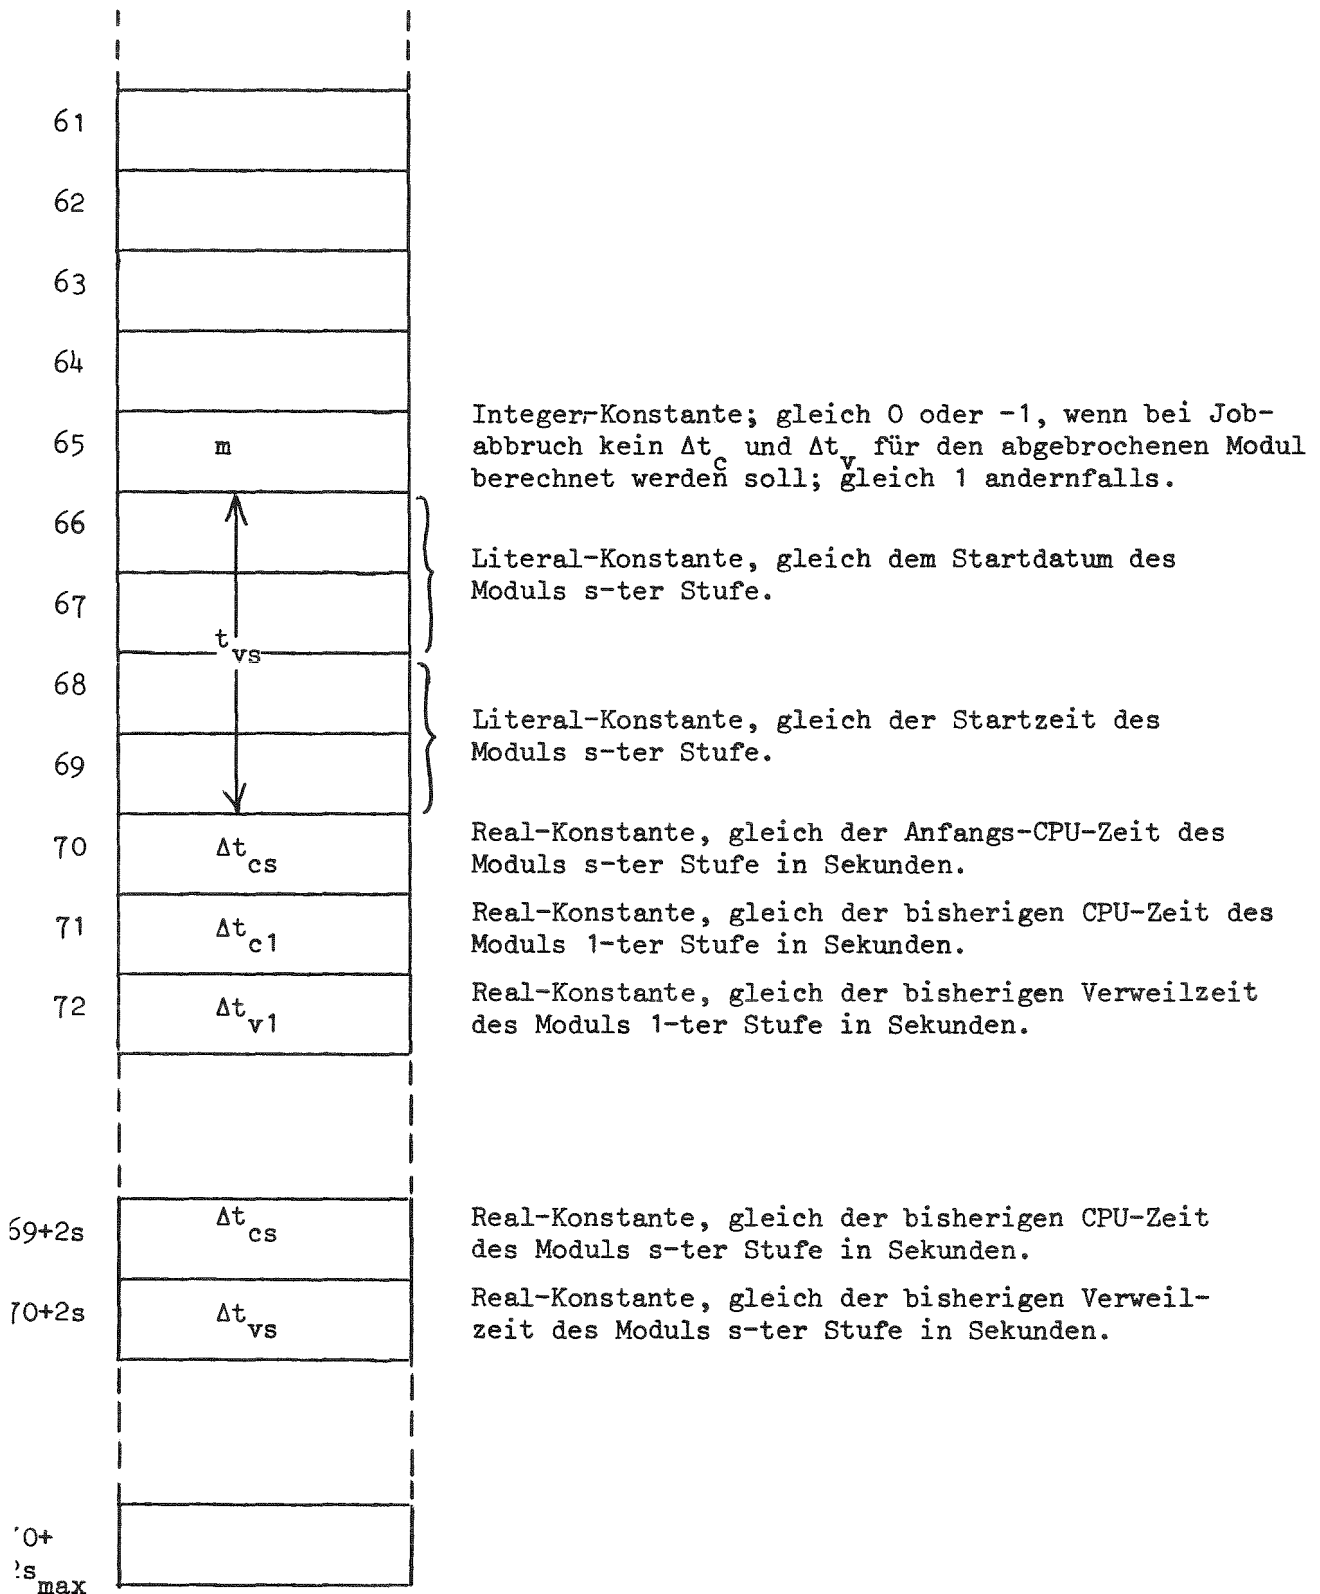 61
62
63
64
65 m Integer-Konstante; gleich 0 oder -1, wenn bei Job-
abbruch kein Δt_c und Δt_v für den abgebrochenen Modul
berechnet werden soll; gleich 1 andernfalls.
66
Literal-Konstante, gleich dem Startdatum des
67 Moduls s-ter Stufe.
t_vs
68
Literal-Konstante, gleich der Startzeit des
69 Moduls s-ter Stufe.
70 Δt_cs Real-Konstante, gleich der Anfangs-CPU-Zeit des
Moduls s-ter Stufe in Sekunden.
71 Δt_c1 Real-Konstante, gleich der bisherigen CPU-Zeit des
Moduls 1-ter Stufe in Sekunden.
72 Δt_v1 Real-Konstante, gleich der bisherigen Verweilzeit
des Moduls 1-ter Stufe in Sekunden.
69+2s Δt_cs Real-Konstante, gleich der bisherigen CPU-Zeit
des Moduls s-ter Stufe in Sekunden.
70+2s Δt_vs Real-Konstante, gleich der bisherigen Verweil-
zeit des Moduls s-ter Stufe in Sekunden.
0+
s_max